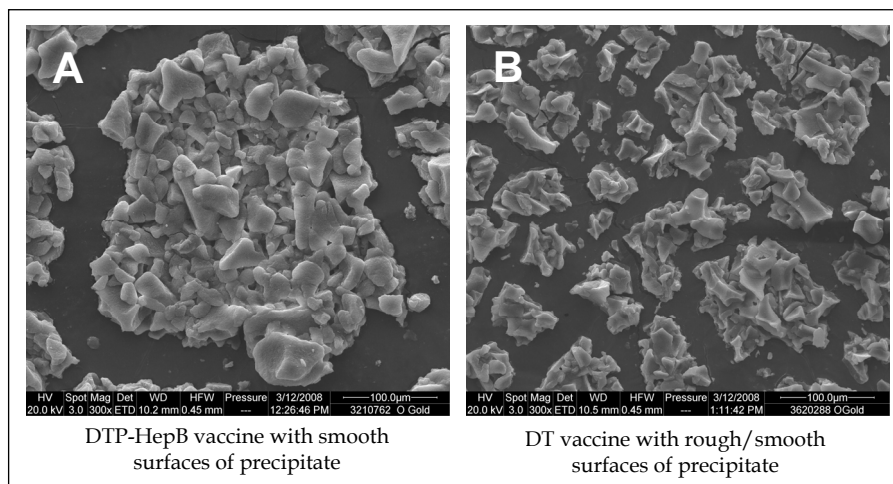 A
HV Spot Mag Det WD HFW Pressure 3/12/2008 100.0µm
20.0 kV 3.0 300x ETD 10.2 mm 0.45 mm --- 12:26:46 PM 3210762 O Gold
DTP-HepB vaccine with smooth
surfaces of precipitate
B
HV Spot Mag Det WD HFW Pressure 3/12/2008 100.0µm
20.0 kV 3.0 300x ETD 10.5 mm 0.45 mm --- 1:11:42 PM 3620288 OGold
DT vaccine with rough/smooth
surfaces of precipitate